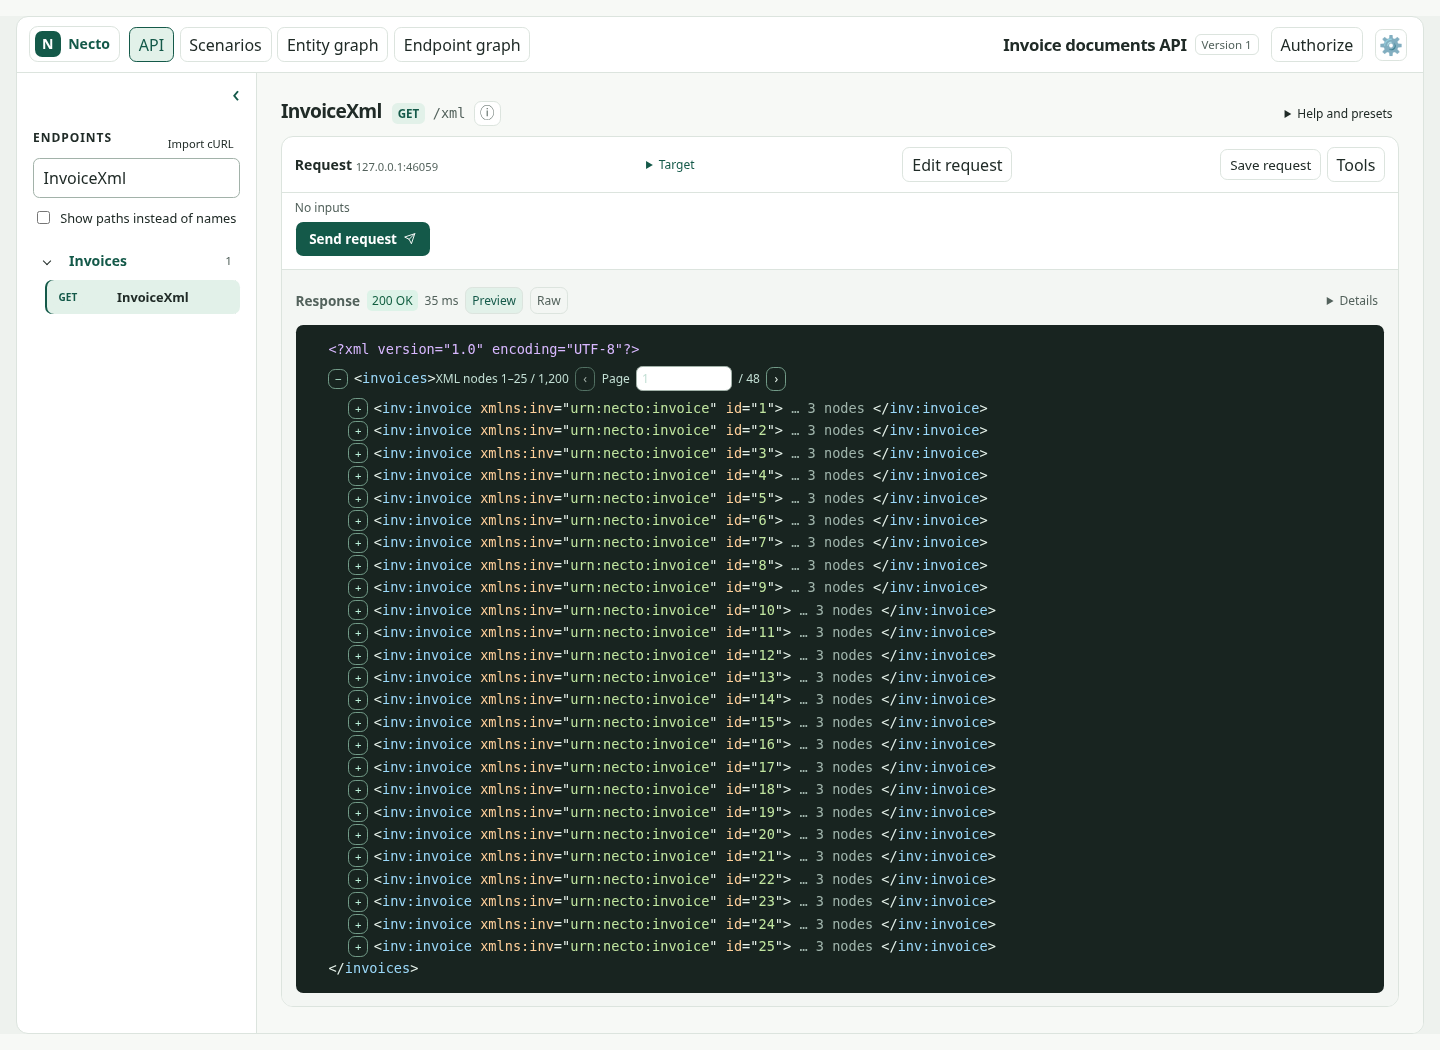 N Necto API Scenarios Entity graph Endpoint graph Invoice documents API Version 1 Authorize
ENDPOINTS Import cURL
InvoiceXml
Show paths instead of names
Invoices 1
GET InvoiceXml
InvoiceXml GET /xml Help and presets
Request 127.0.0.1:46059 Target Edit request Save request Tools
No inputs
Send request
Response 200 OK 35 ms Preview Raw Details
<?xml version="1.0" encoding="UTF-8"?>
− <invoices>XML nodes 1–25 / 1,200 ‹ Page 1 / 48 ›
+ <inv:invoice xmlns:inv="urn:necto:invoice" id="1"> … 3 nodes </inv:invoice>
+ <inv:invoice xmlns:inv="urn:necto:invoice" id="2"> … 3 nodes </inv:invoice>
+ <inv:invoice xmlns:inv="urn:necto:invoice" id="3"> … 3 nodes </inv:invoice>
+ <inv:invoice xmlns:inv="urn:necto:invoice" id="4"> … 3 nodes </inv:invoice>
+ <inv:invoice xmlns:inv="urn:necto:invoice" id="5"> … 3 nodes </inv:invoice>
+ <inv:invoice xmlns:inv="urn:necto:invoice" id="6"> … 3 nodes </inv:invoice>
+ <inv:invoice xmlns:inv="urn:necto:invoice" id="7"> … 3 nodes </inv:invoice>
+ <inv:invoice xmlns:inv="urn:necto:invoice" id="8"> … 3 nodes </inv:invoice>
+ <inv:invoice xmlns:inv="urn:necto:invoice" id="9"> … 3 nodes </inv:invoice>
+ <inv:invoice xmlns:inv="urn:necto:invoice" id="10"> … 3 nodes </inv:invoice>
+ <inv:invoice xmlns:inv="urn:necto:invoice" id="11"> … 3 nodes </inv:invoice>
+ <inv:invoice xmlns:inv="urn:necto:invoice" id="12"> … 3 nodes </inv:invoice>
+ <inv:invoice xmlns:inv="urn:necto:invoice" id="13"> … 3 nodes </inv:invoice>
+ <inv:invoice xmlns:inv="urn:necto:invoice" id="14"> … 3 nodes </inv:invoice>
+ <inv:invoice xmlns:inv="urn:necto:invoice" id="15"> … 3 nodes </inv:invoice>
+ <inv:invoice xmlns:inv="urn:necto:invoice" id="16"> … 3 nodes </inv:invoice>
+ <inv:invoice xmlns:inv="urn:necto:invoice" id="17"> … 3 nodes </inv:invoice>
+ <inv:invoice xmlns:inv="urn:necto:invoice" id="18"> … 3 nodes </inv:invoice>
+ <inv:invoice xmlns:inv="urn:necto:invoice" id="19"> … 3 nodes </inv:invoice>
+ <inv:invoice xmlns:inv="urn:necto:invoice" id="20"> … 3 nodes </inv:invoice>
+ <inv:invoice xmlns:inv="urn:necto:invoice" id="21"> … 3 nodes </inv:invoice>
+ <inv:invoice xmlns:inv="urn:necto:invoice" id="22"> … 3 nodes </inv:invoice>
+ <inv:invoice xmlns:inv="urn:necto:invoice" id="23"> … 3 nodes </inv:invoice>
+ <inv:invoice xmlns:inv="urn:necto:invoice" id="24"> … 3 nodes </inv:invoice>
+ <inv:invoice xmlns:inv="urn:necto:invoice" id="25"> … 3 nodes </inv:invoice>
</invoices>